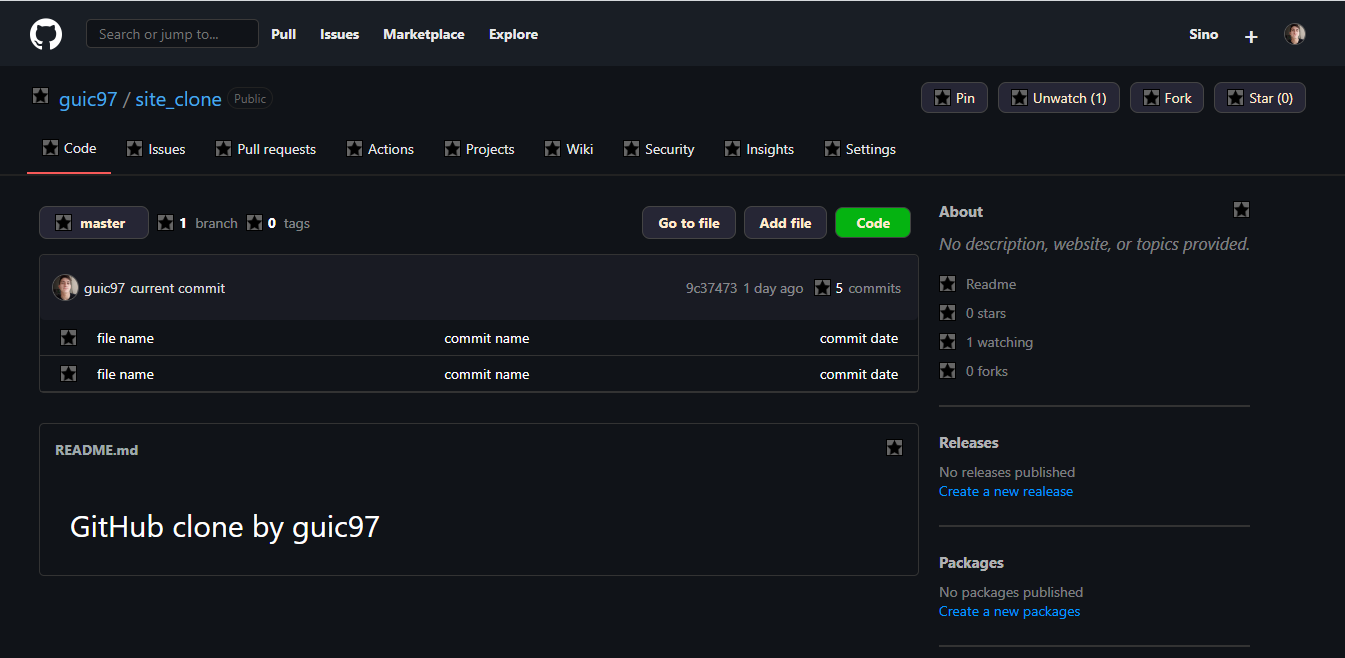 Search or jump to... Pull Issues Marketplace Explore Sino +
guic97 / site_clone Public Pin Unwatch (1) Fork Star (0)
Code Issues Pull requests Actions Projects Wiki Security Insights Settings
master 1 branch 0 tags Go to file Add file Code
guic97 current commit 9c37473 1 day ago 5 commits
file name commit name commit date
file name commit name commit date
README.md
GitHub clone by guic97
About
No description, website, or topics provided.
Readme
0 stars
1 watching
0 forks
Releases
No releases published
Create a new realease
Packages
No packages published
Create a new packages